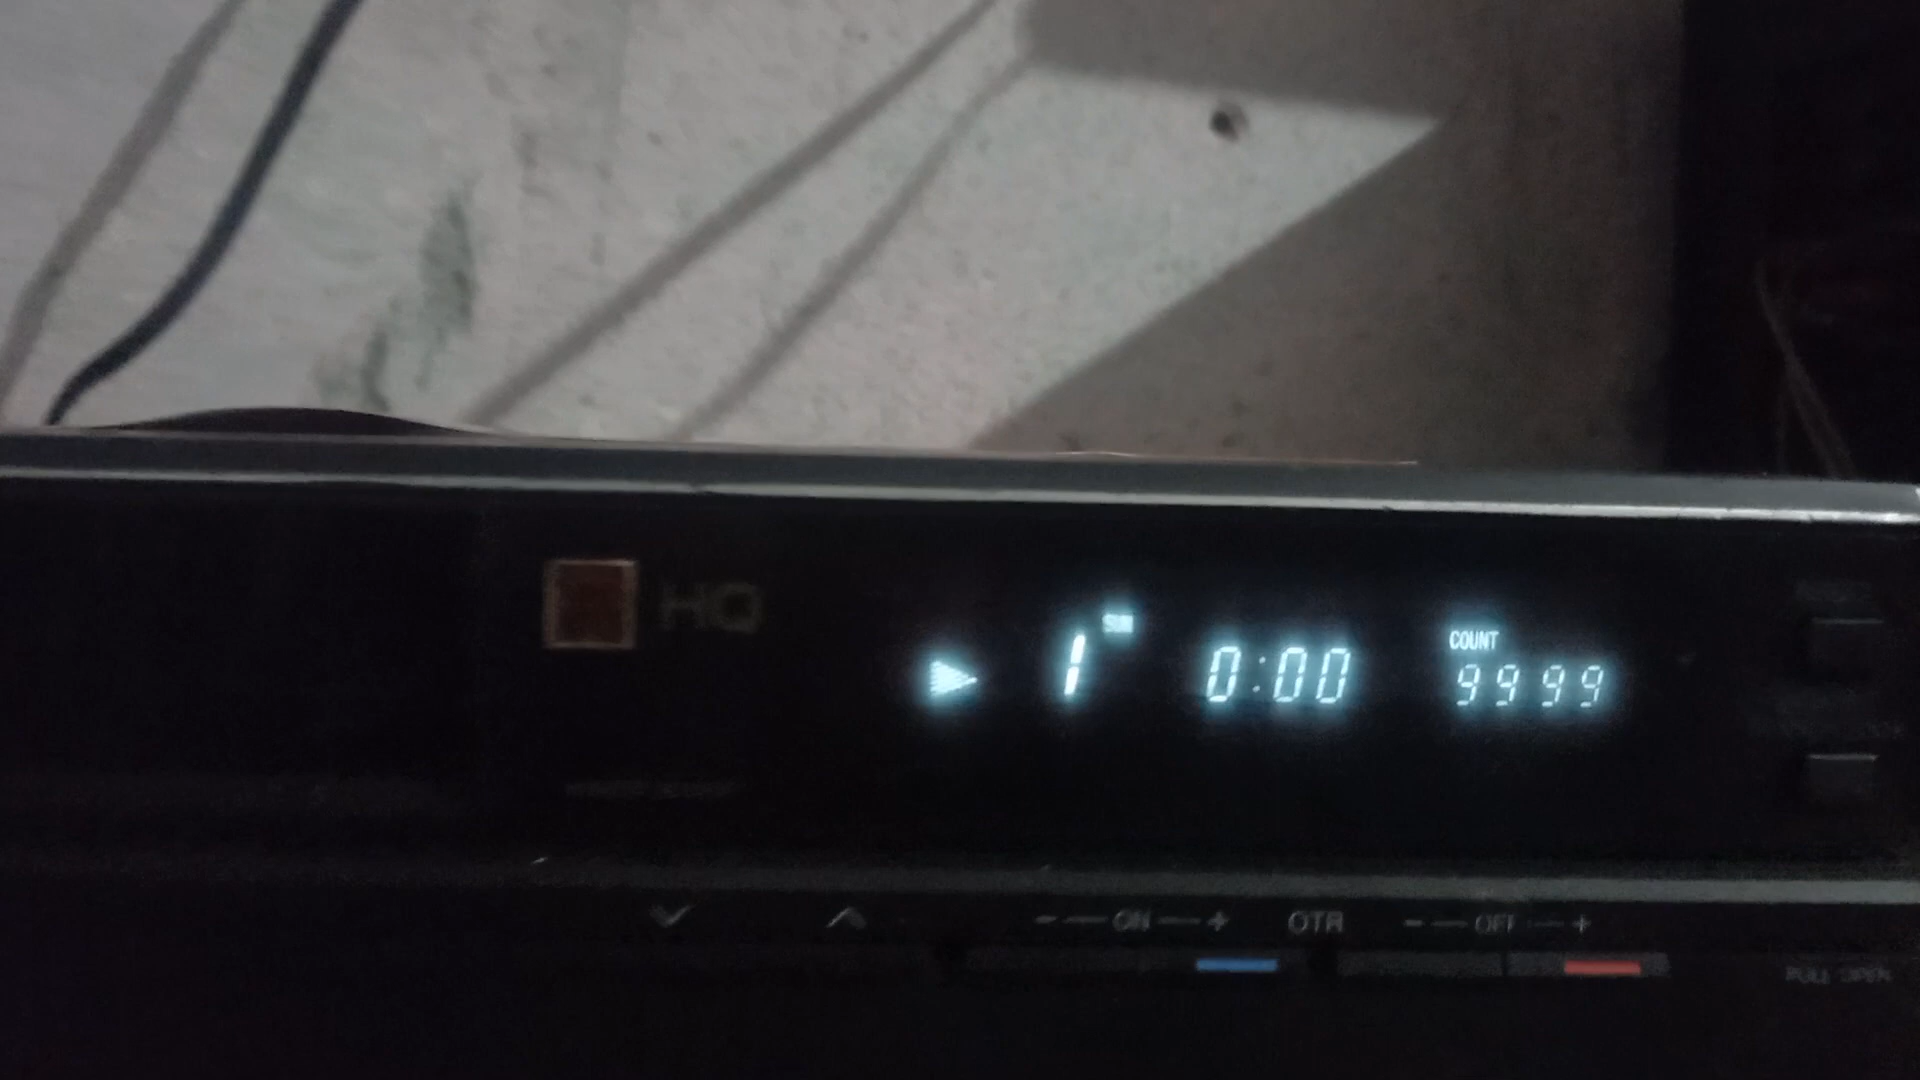 HQ
SUN
COUNT
1 0:00 9999
- ON + OTR - OFF +
PULL OPEN